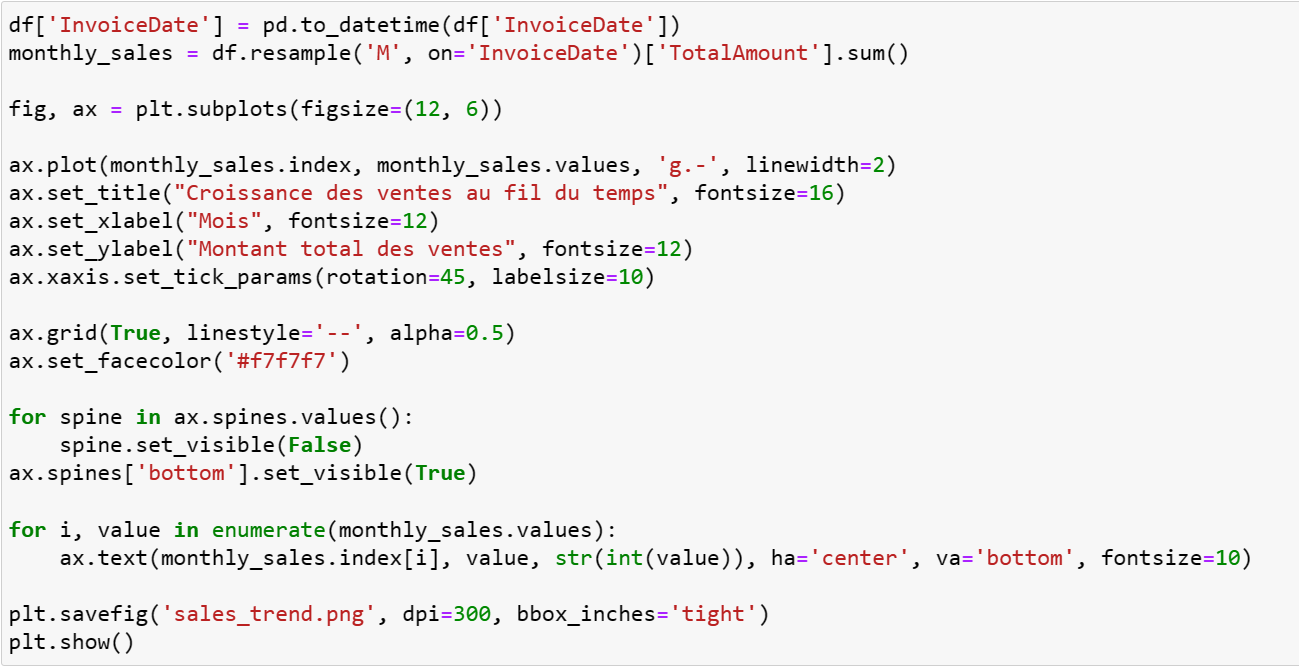 df['InvoiceDate'] = pd.to_datetime(df['InvoiceDate'])
monthly_sales = df.resample('M', on='InvoiceDate')['TotalAmount'].sum()

fig, ax = plt.subplots(figsize=(12, 6))

ax.plot(monthly_sales.index, monthly_sales.values, 'g.-', linewidth=2)
ax.set_title("Croissance des ventes au fil du temps", fontsize=16)
ax.set_xlabel("Mois", fontsize=12)
ax.set_ylabel("Montant total des ventes", fontsize=12)
ax.xaxis.set_tick_params(rotation=45, labelsize=10)

ax.grid(True, linestyle='--', alpha=0.5)
ax.set_facecolor('#f7f7f7')

for spine in ax.spines.values():
    spine.set_visible(False)
ax.spines['bottom'].set_visible(True)

for i, value in enumerate(monthly_sales.values):
    ax.text(monthly_sales.index[i], value, str(int(value)), ha='center', va='bottom', fontsize=10)

plt.savefig('sales_trend.png', dpi=300, bbox_inches='tight')
plt.show()